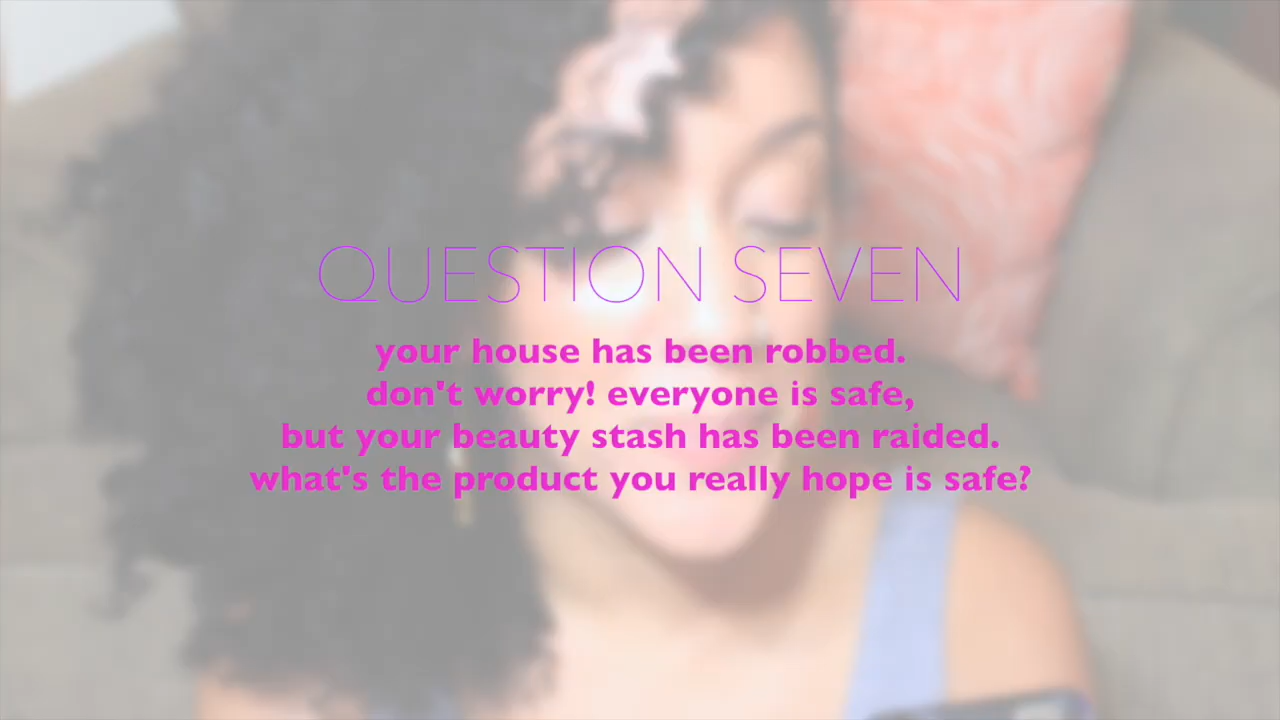 QUESTION SEVEN
your house has been robbed.
don't worry! everyone is safe,
but your beauty stash has been raided.
what's the product you really hope is safe?